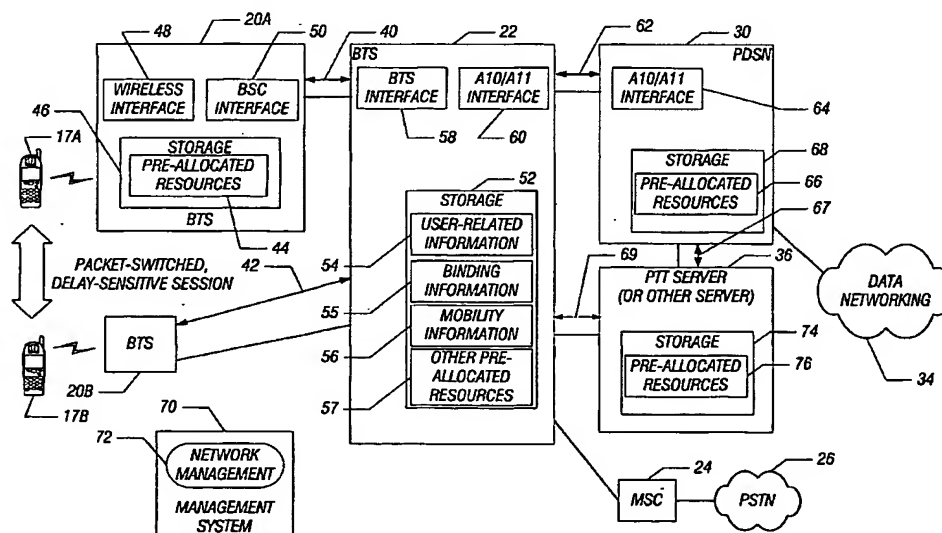 20A
48
50
40
22
62
30
BTS
PDSN
WIRELESS
INTERFACE
BSC
INTERFACE
BTS
INTERFACE
A10/A11
INTERFACE
A10/A11
INTERFACE
64
46
58
60
17A
STORAGE
PRE-ALLOCATED
RESOURCES
BTS
44
52
STORAGE
68
PRE-ALLOCATED
RESOURCES
66
67
STORAGE
USER-RELATED
INFORMATION
54
BINDING
INFORMATION
55
MOBILITY
INFORMATION
56
OTHER PRE-
ALLOCATED
RESOURCES
57
PACKET-SWITCHED,
DELAY-SENSITIVE SESSION
42
69
36
PTT SERVER
(OR OTHER SERVER)
DATA
NETWORKING
34
STORAGE
74
PRE-ALLOCATED
RESOURCES
76
BTS
20B
17B
70
72
NETWORK
MANAGEMENT
MANAGEMENT
SYSTEM
24
26
MSC
PSTN